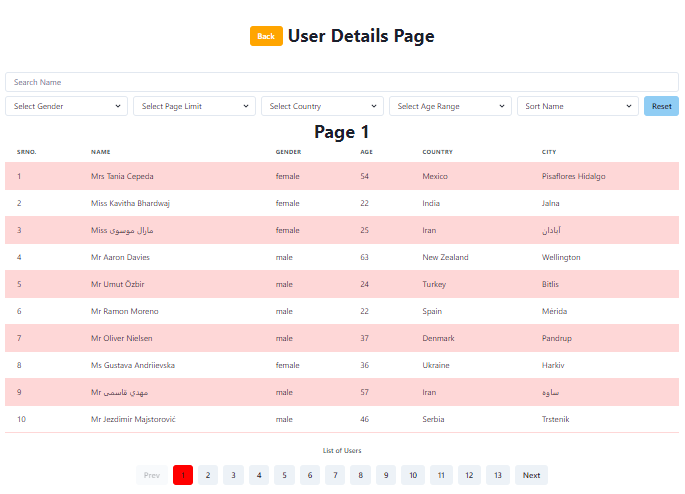 Back User Details Page
Search Name
Select Gender Select Page Limit Select Country Select Age Range Sort Name Reset
Page 1
SRNO. NAME GENDER AGE COUNTRY CITY
1 Mrs Tania Cepeda female 54 Mexico Pisaflores Hidalgo
2 Miss Kavitha Bhardwaj female 22 India Jalna
3 Miss مارال موسوی female 25 Iran آبادان
4 Mr Aaron Davies male 63 New Zealand Wellington
5 Mr Umut Özbir male 24 Turkey Bitlis
6 Mr Ramon Moreno male 22 Spain Mérida
7 Mr Oliver Nielsen male 37 Denmark Pandrup
8 Ms Gustava Andriievska female 36 Ukraine Harkiv
9 Mr مهدي قاسمی male 57 Iran ساوه
10 Mr Jezdimir Majstorović male 46 Serbia Trstenik
List of Users
Prev 1 2 3 4 5 6 7 8 9 10 11 12 13 Next